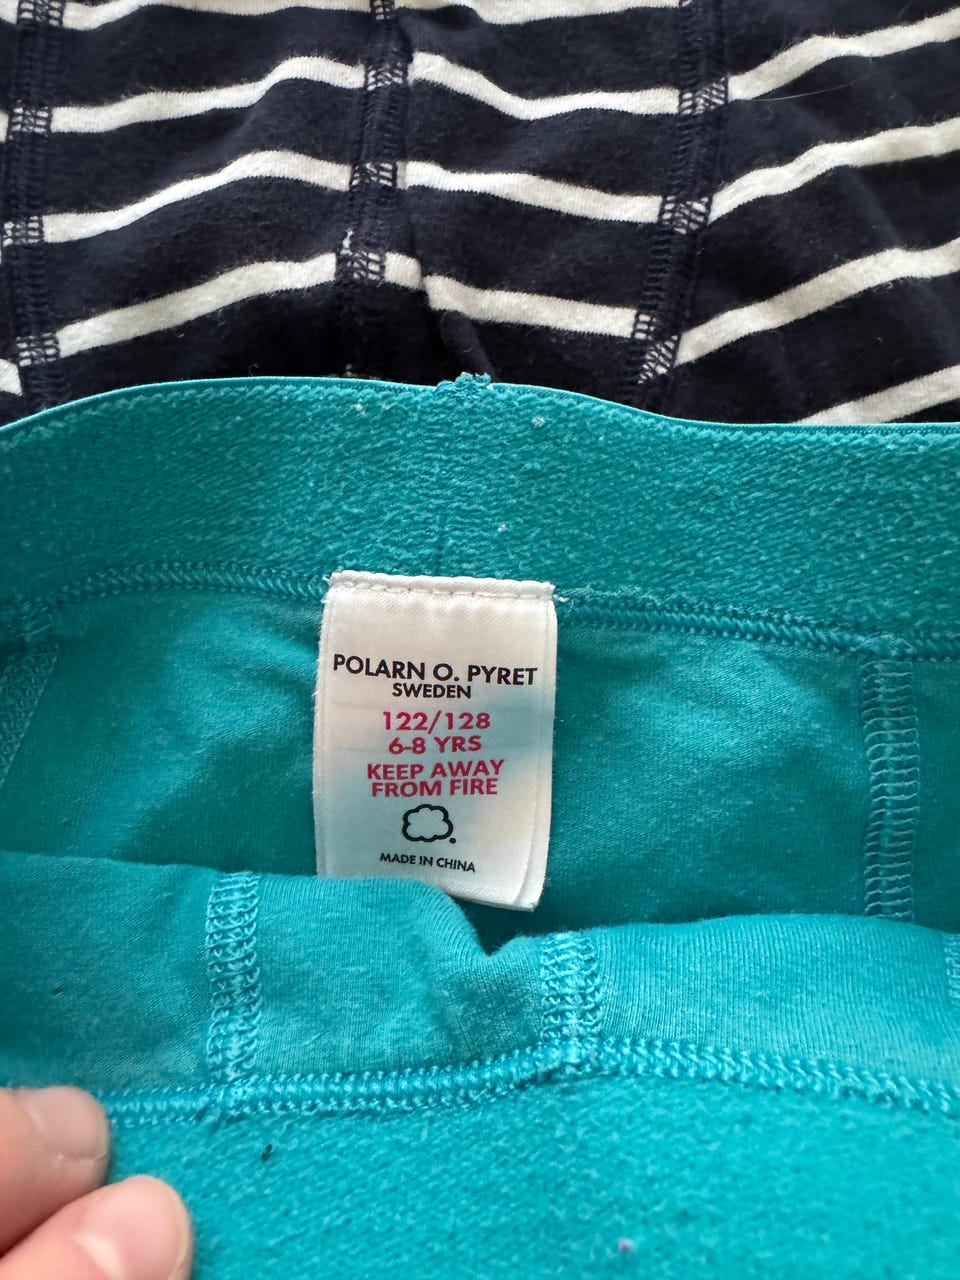 POLARN O. PYRET
SWEDEN
122/128
6-8 YRS
KEEP AWAY
FROM FIRE
MADE IN CHINA